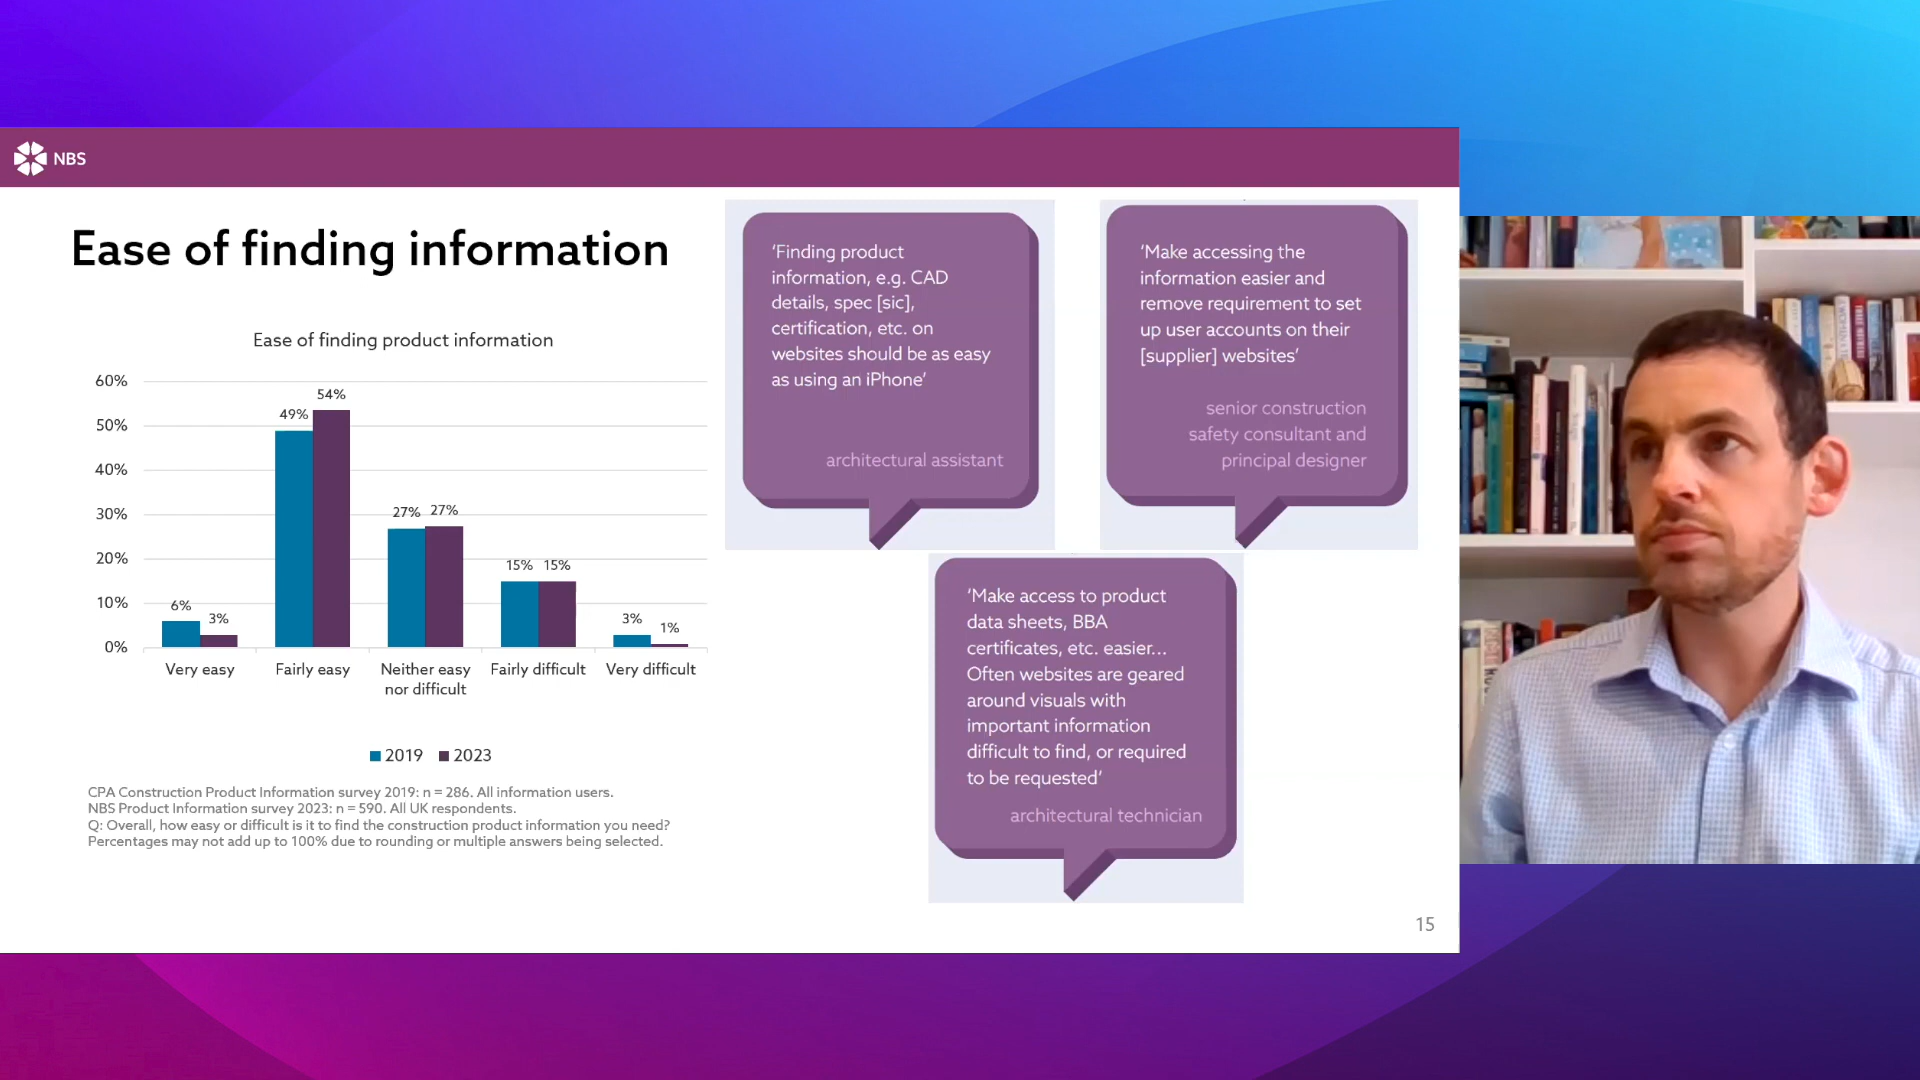 NBS
Ease of finding information
Ease of finding product information
60%
50%
40%
30%
20%
10%
0%
6%
3%
49%
54%
27%
27%
15%
15%
3%
1%
Very easy
Fairly easy
Neither easy
nor difficult
Fairly difficult
Very difficult
2019
2023
CPA Construction Product Information survey 2019: n = 286. All information users.
NBS Product Information survey 2023: n = 590. All UK respondents.
Q: Overall, how easy or difficult is it to find the construction product information you need?
Percentages may not add up to 100% due to rounding or multiple answers being selected.
‘Finding product
information, e.g. CAD
details, spec [sic],
certification, etc. on
websites should be as easy
as using an iPhone’
architectural assistant
‘Make accessing the
information easier and
remove requirement to set
up user accounts on their
[supplier] websites’
senior construction
safety consultant and
principal designer
‘Make access to product
data sheets, BBA
certificates, etc. easier...
Often websites are geared
around visuals with
important information
difficult to find, or required
to be requested’
architectural technician
15